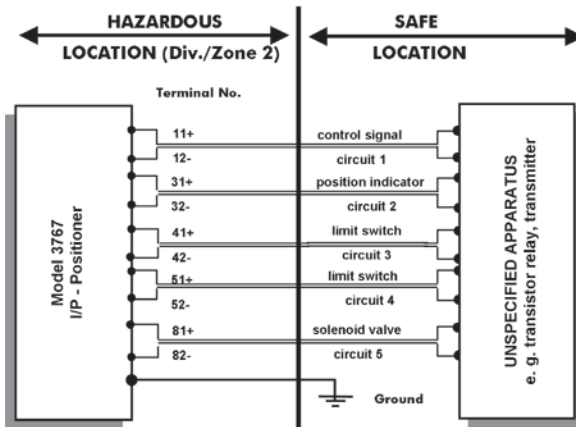 HAZARDOUS
LOCATION (Div./Zone 2)
SAFE
LOCATION
Terminal No.
Model 3767
I/P - Positioner
11+
control signal
12-
circuit 1
31+
position indicator
32-
circuit 2
41+
limit switch
42-
circuit 3
51+
limit switch
52-
circuit 4
81+
solenoid valve
82-
circuit 5
Ground
UNSPECIFIED APPARATUS
e. g. transistor relay, transmitter